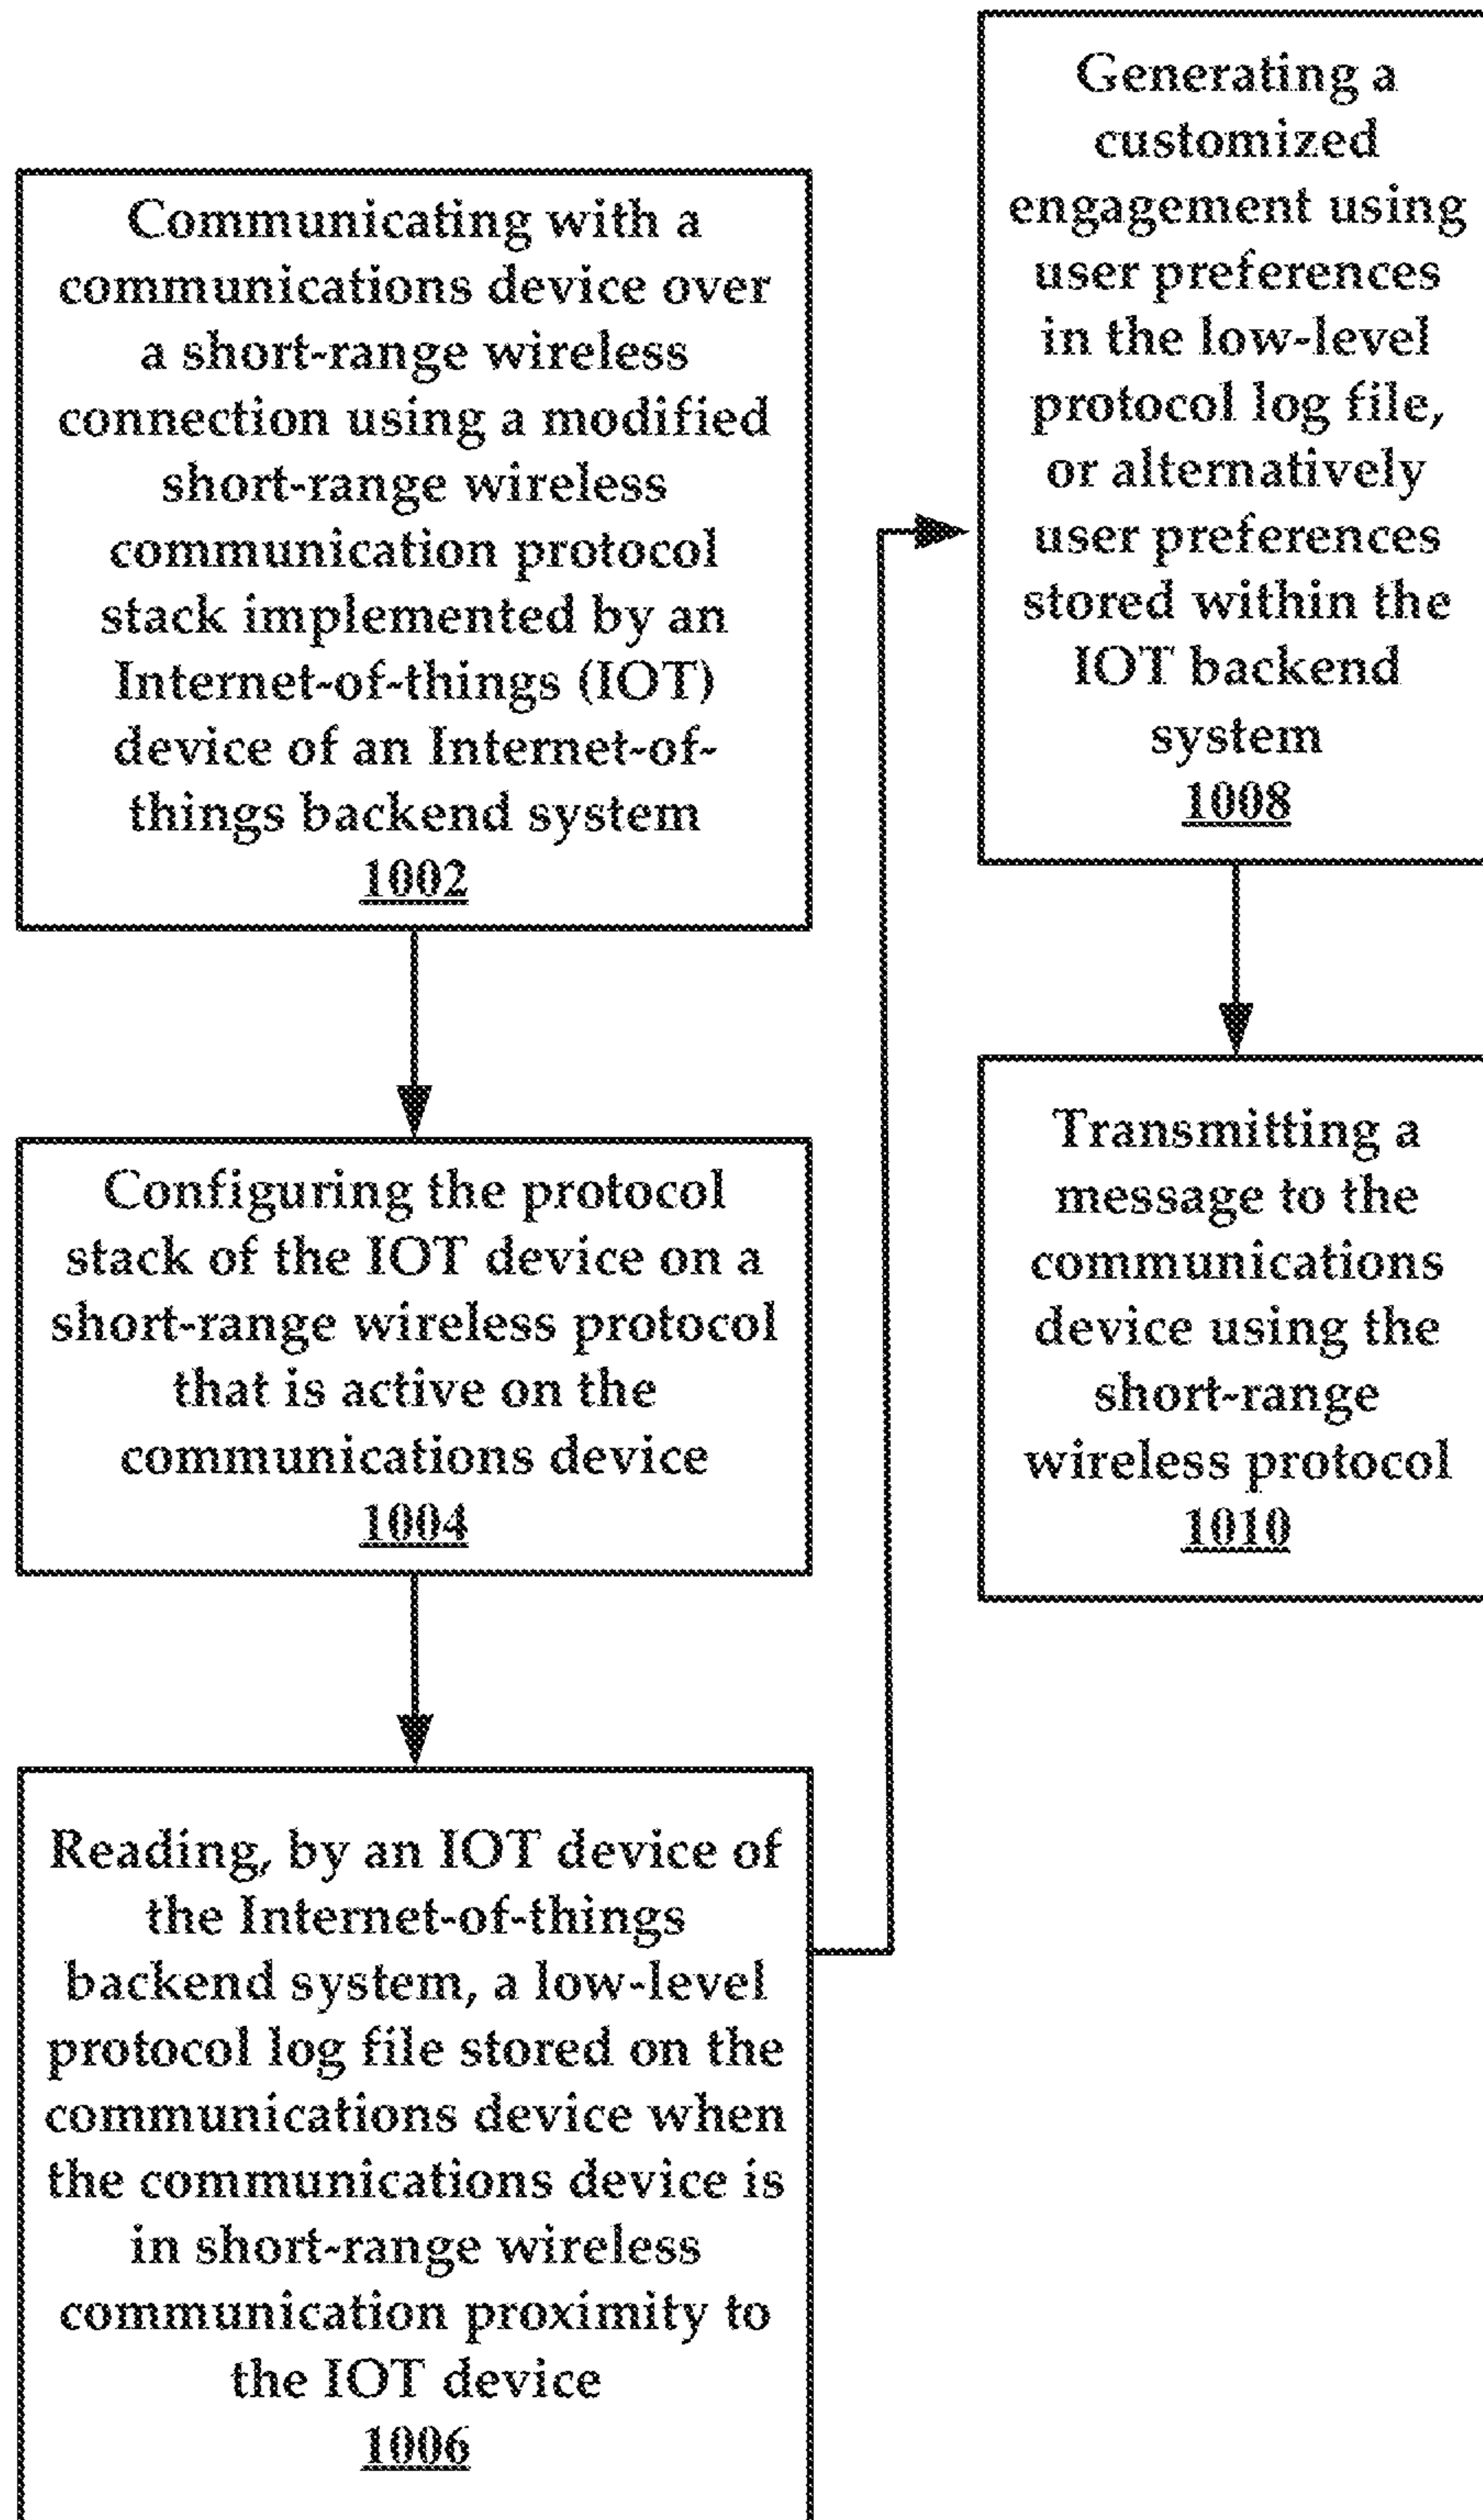 Communicating with a
communications device over
a short-range wireless
connection using a modified
short-range wireless
communication protocol
stack implemented by an
Internet-of-things (IOT)
device of an Internet-of-
things backend system
1002
Configuring the protocol
stack of the IOT device on a
short-range wireless protocol
that is active on the
communications device
1004
Reading, by an IOT device of
the Internet-of-things
backend system, a low-level
protocol log file stored on the
communications device when
the communications device is
in short-range wireless
communication proximity to
the IOT device
1006
Generating a
customized
engagement using
user preferences
in the low-level
protocol log file,
or alternatively
user preferences
stored within the
IOT backend
system
1008
Transmitting a
message to the
communications
device using the
short-range
wireless protocol
1010